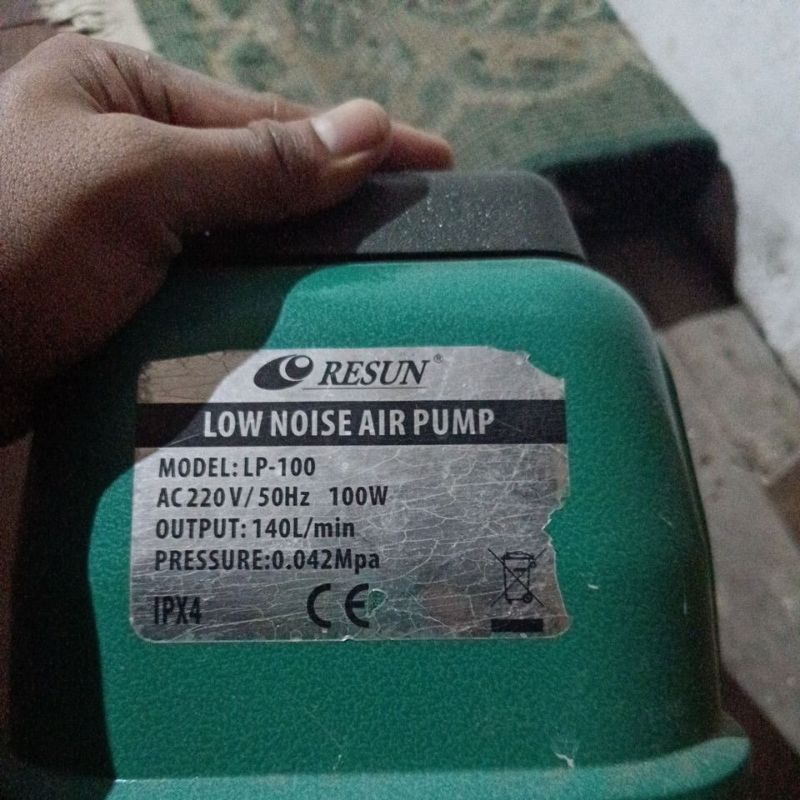 RESUN®
LOW NOISE AIR PUMP
MODEL: LP-100
AC 220 V/ 50Hz 100W
OUTPUT: 140L/min
PRESSURE:0.042Mpa
IPX4 CE